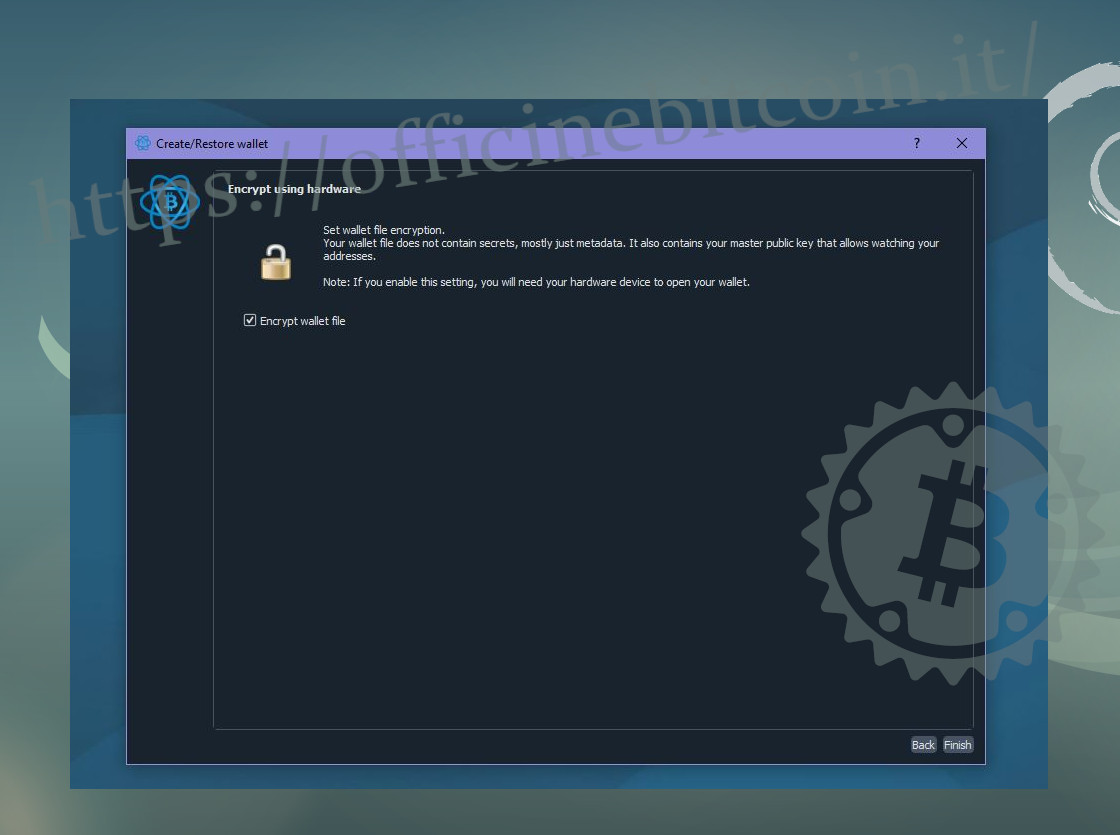 https://officinebitcoin.it/
Create/Restore wallet
Encrypt using hardware
Set wallet file encryption.
Your wallet file does not contain secrets, mostly just metadata. It also contains your master public key that allows watching your
addresses.
Note: If you enable this setting, you will need your hardware device to open your wallet.
Encrypt wallet file
Back Finish